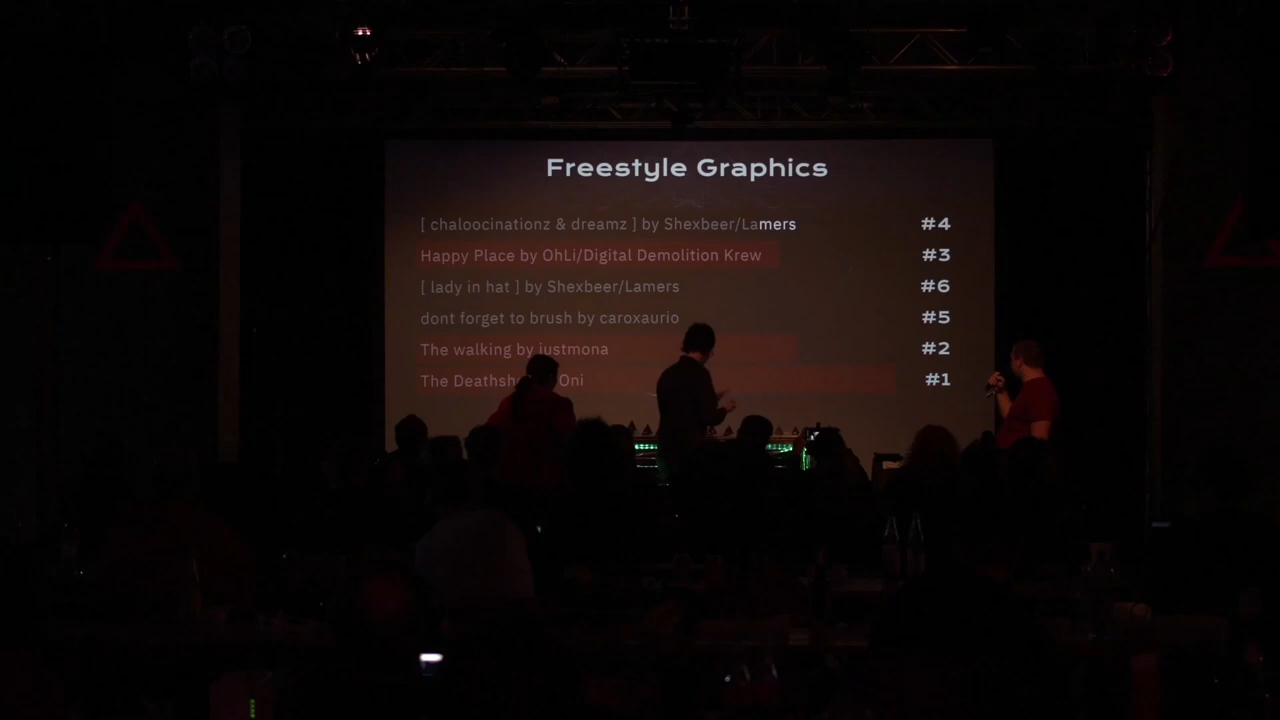 Freestyle Graphics
[ chaloocinationz & dreamz ] by Shexbeer/Lamers #4
Happy Place by OhLi/Digital Demolition Krew #3
[ lady in hat ] by Shexbeer/Lamers #6
dont forget to brush by caroxaurio #5
The walking by justmona #2
The Oni #1